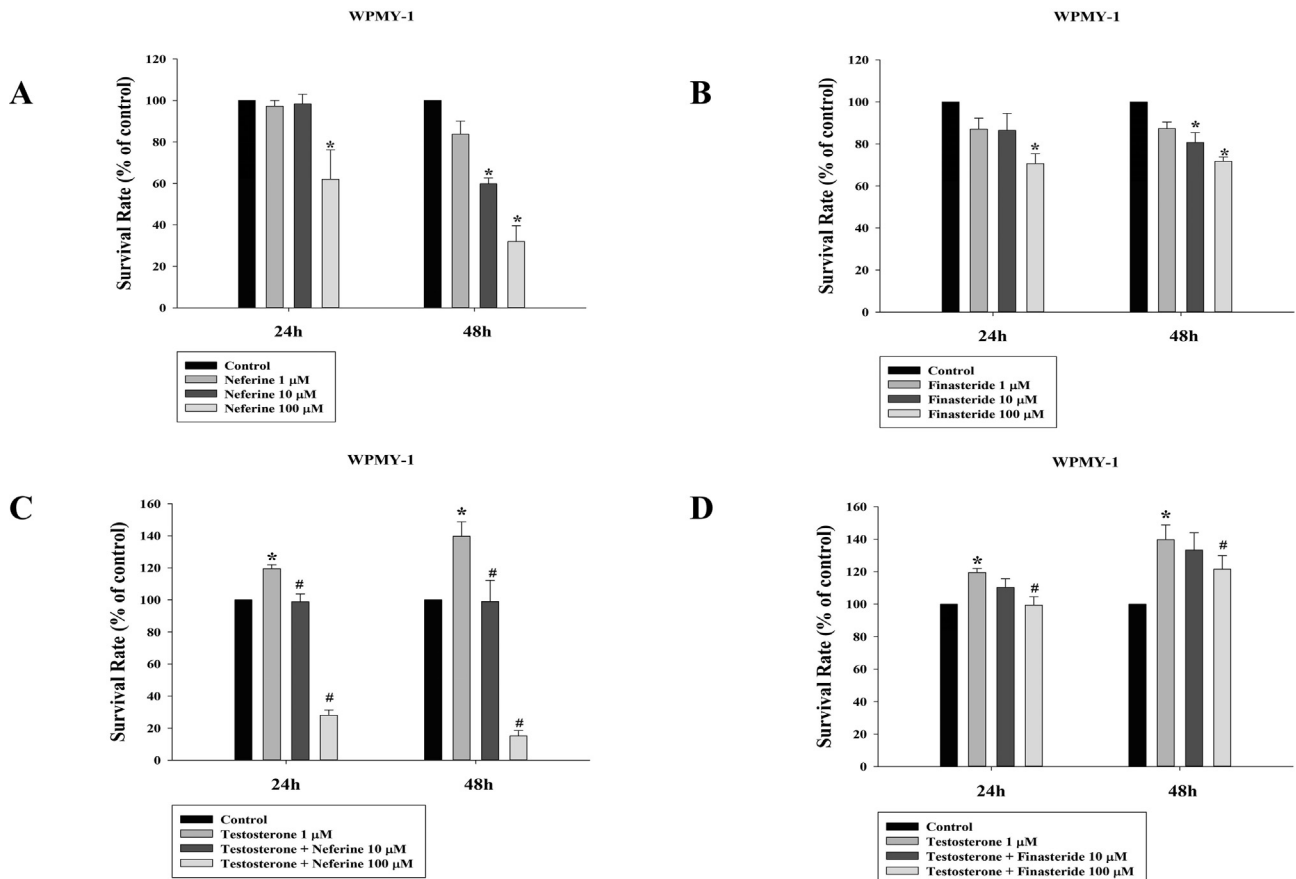 WPMY-1
A
Survival Rate (% of control)
120
100
80
60
40
20
0
*
*
*
24h
48h
Control
Neferine 1 μM
Neferine 10 μM
Neferine 100 μM
WPMY-1
B
Survival Rate (% of control)
120
100
80
60
40
20
0
*
*
*
24h
48h
Control
Finasteride 1 μM
Finasteride 10 μM
Finasteride 100 μM
WPMY-1
C
Survival Rate (% of control)
160
140
120
100
80
60
40
20
0
*
#
#
*
#
#
24h
48h
Control
Testosterone 1 μM
Testosterone + Neferine 10 μM
Testosterone + Neferine 100 μM
WPMY-1
D
Survival Rate (% of control)
160
140
120
100
80
60
40
20
0
*
#
*
#
24h
48h
Control
Testosterone 1 μM
Testosterone + Finasteride 10 μM
Testosterone + Finasteride 100 μM